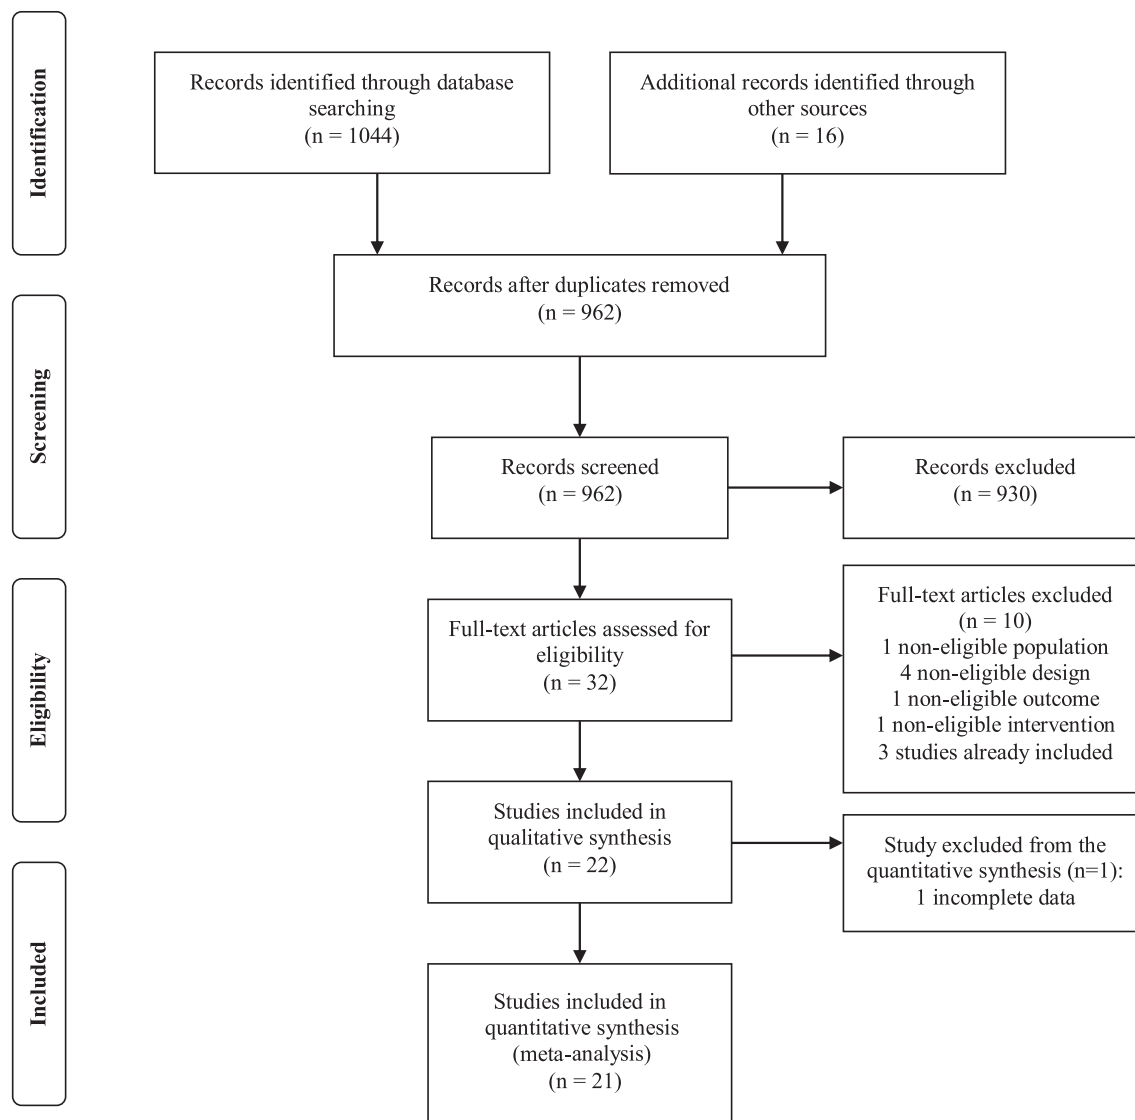 Identification
Records identified through database
searching
(n = 1044)
Additional records identified through
other sources
(n = 16)
Records after duplicates removed
(n = 962)
Screening
Records screened
(n = 962)
Records excluded
(n = 930)
Eligibility
Full-text articles assessed for
eligibility
(n = 32)
Full-text articles excluded
(n = 10)
1 non-eligible population
4 non-eligible design
1 non-eligible outcome
1 non-eligible intervention
3 studies already included
Studies included in
qualitative synthesis
(n = 22)
Study excluded from the
quantitative synthesis (n=1):
1 incomplete data
Included
Studies included in
quantitative synthesis
(meta-analysis)
(n = 21)